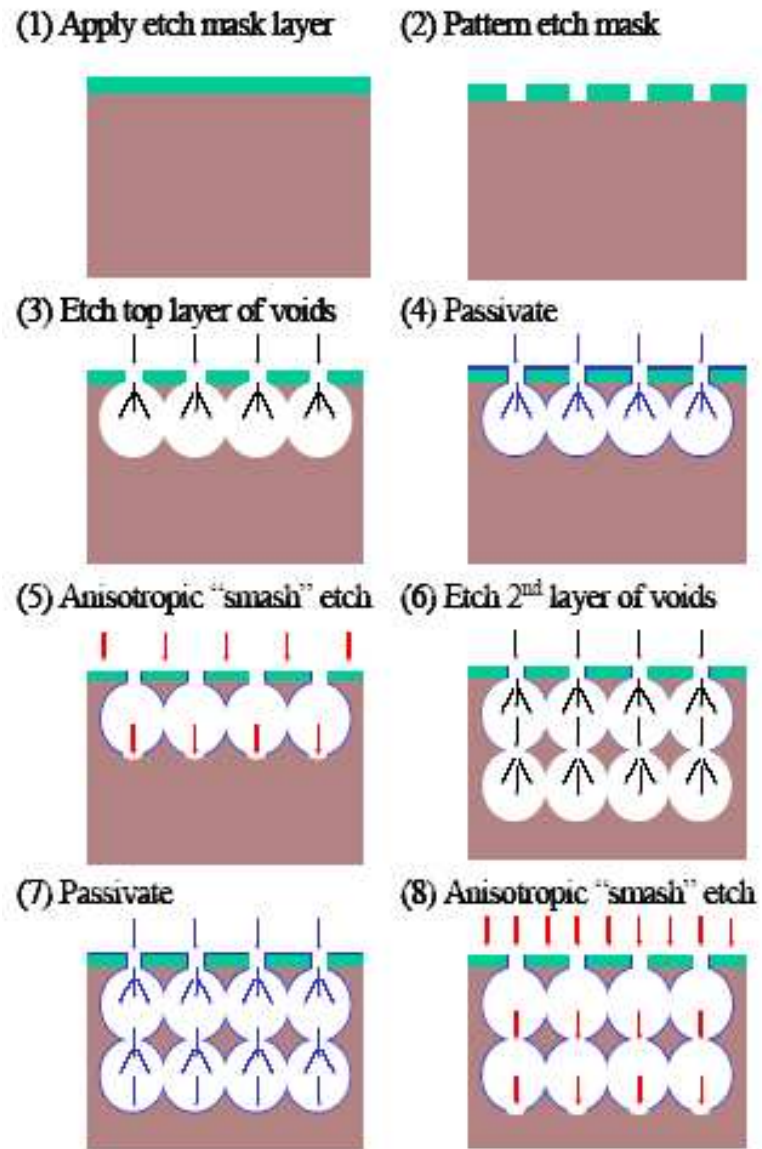 (1) Apply etch mask layer
(2) Pattern etch mask
(3) Etch top layer of voids
(4) Passivate
(5) Anisotropic “smash” etch
(6) Etch 2nd layer of voids
(7) Passivate
(8) Anisotropic “smash” etch